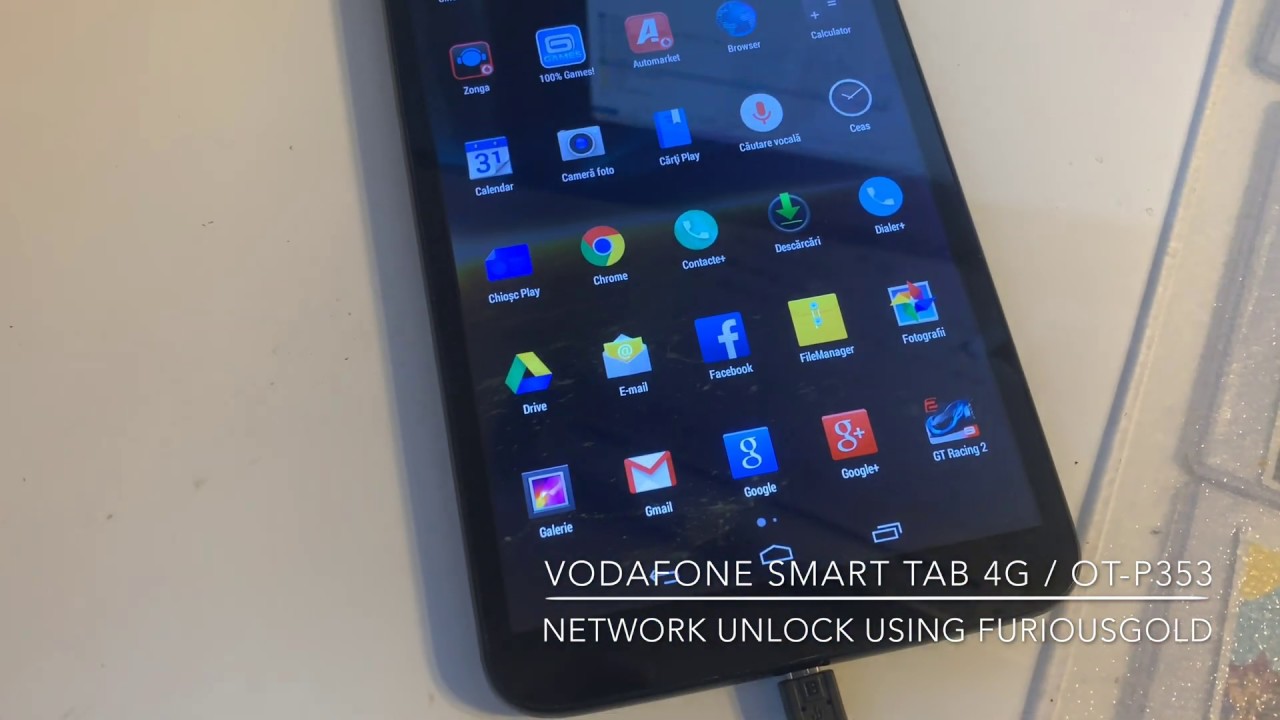 Zonga
100% Games!
Automarket
Browser
Calculator
31
Calendar
Cameră foto
Cărți Play
Căutare vocală
Ceas
Chioșc Play
Chrome
Contacte+
Descărcări
Dialer+
Drive
E-mail
Facebook
FileManager
Fotografii
Galerie
Gmail
Google
Google+
GT Racing 2
VODAFONE SMART TAB 4G / OT-P353
NETWORK UNLOCK USING FURIOUSGOLD